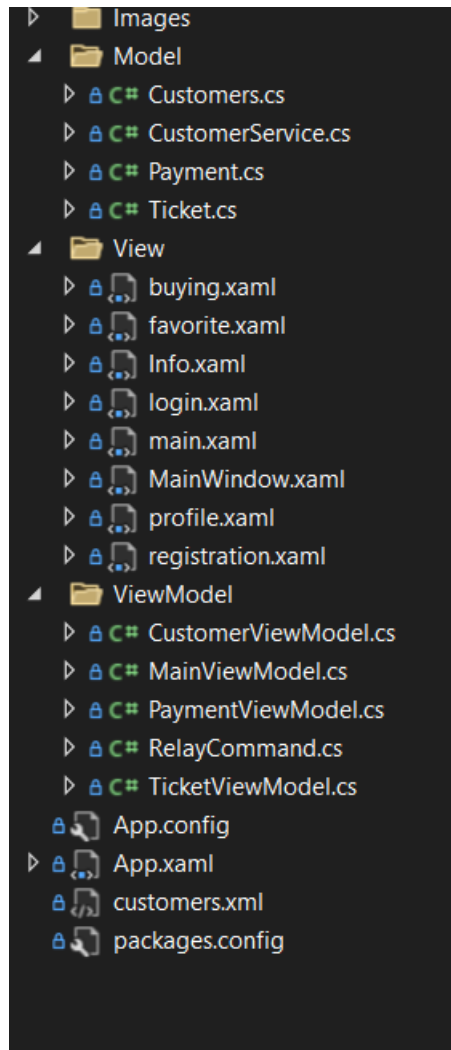 Images
Model
C# Customers.cs
C# CustomerService.cs
C# Payment.cs
C# Ticket.cs
View
buying.xaml
favorite.xaml
Info.xaml
login.xaml
main.xaml
MainWindow.xaml
profile.xaml
registration.xaml
ViewModel
C# CustomerViewModel.cs
C# MainViewModel.cs
C# PaymentViewModel.cs
C# RelayCommand.cs
C# TicketViewModel.cs
App.config
App.xaml
customers.xml
packages.config